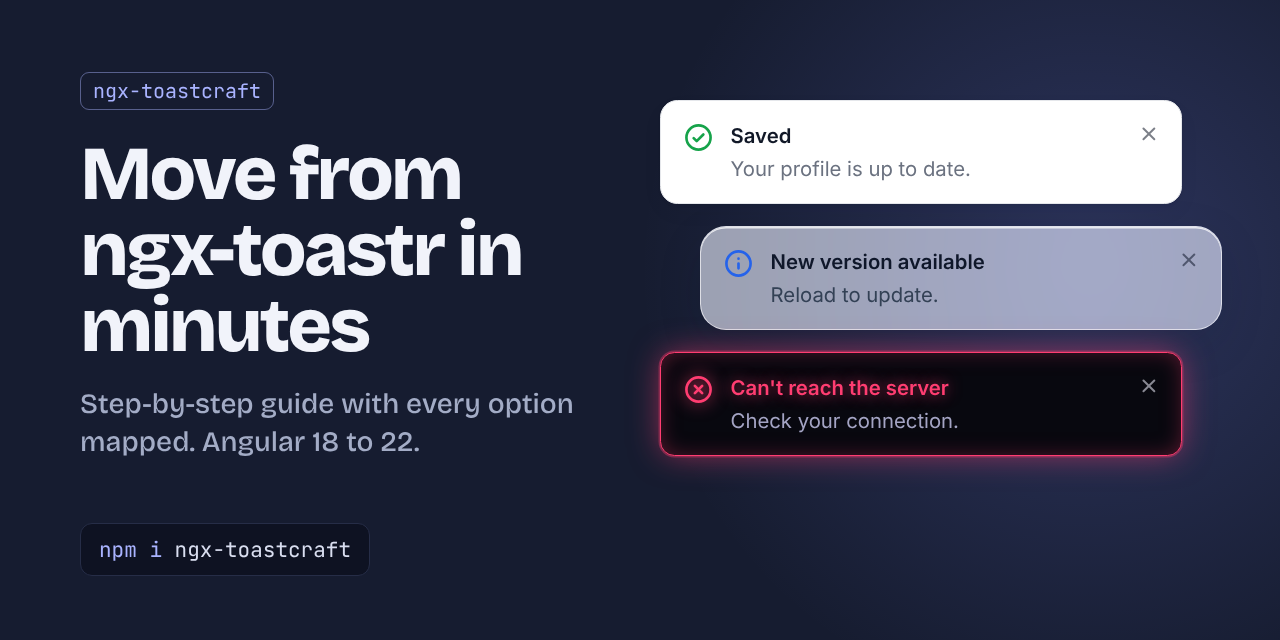 ngx-toastcraft
Move from
ngx-toastr in
minutes
Step-by-step guide with every option
mapped. Angular 18 to 22.
npm i ngx-toastcraft
Saved
Your profile is up to date.
New version available
Reload to update.
Can't reach the server
Check your connection.